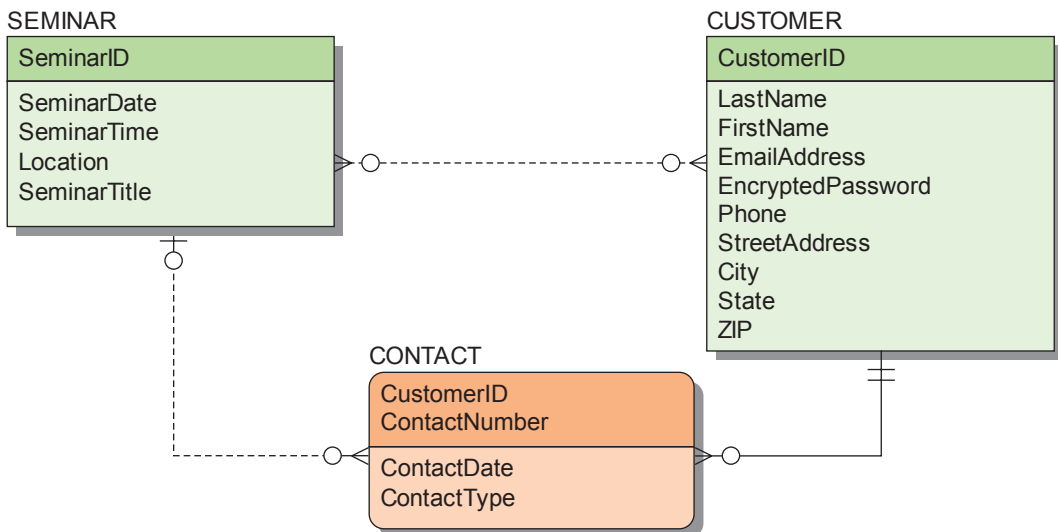 SEMINAR
SeminarID
SeminarDate
SeminarTime
Location
SeminarTitle
CUSTOMER
CustomerID
LastName
FirstName
EmailAddress
EncryptedPassword
Phone
StreetAddress
City
State
ZIP
CONTACT
CustomerID
ContactNumber
ContactDate
ContactType